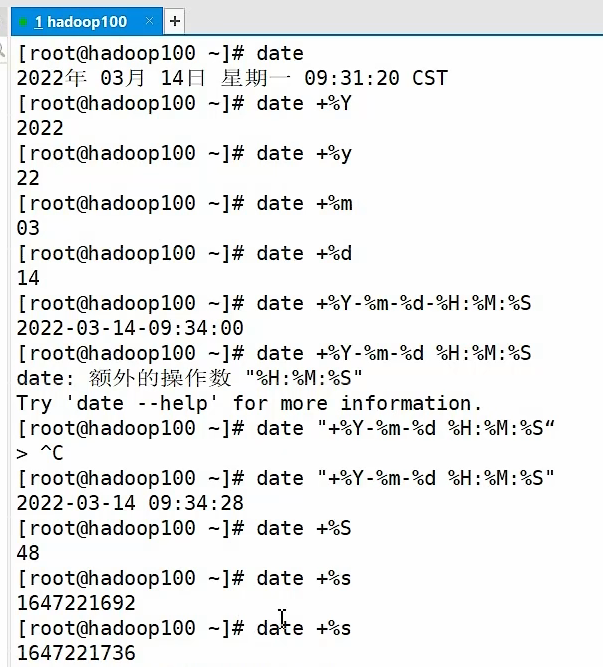 1 hadoop100 × +
[root@hadoop100 ~]# date
2022年 03月 14日 星期一 09:31:20 CST
[root@hadoop100 ~]# date +%Y
2022
[root@hadoop100 ~]# date +%y
22
[root@hadoop100 ~]# date +%m
03
[root@hadoop100 ~]# date +%d
14
[root@hadoop100 ~]# date +%Y-%m-%d-%H:%M:%S
2022-03-14-09:34:00
[root@hadoop100 ~]# date +%Y-%m-%d %H:%M:%S
date: 额外的操作数 "%H:%M:%S"
Try 'date --help' for more information.
[root@hadoop100 ~]# date "+%Y-%m-%d %H:%M:%S“
> ^C
[root@hadoop100 ~]# date "+%Y-%m-%d %H:%M:%S"
2022-03-14 09:34:28
[root@hadoop100 ~]# date +%S
48
[root@hadoop100 ~]# date +%s
1647221692
[root@hadoop100 ~]# date +%s
1647221736